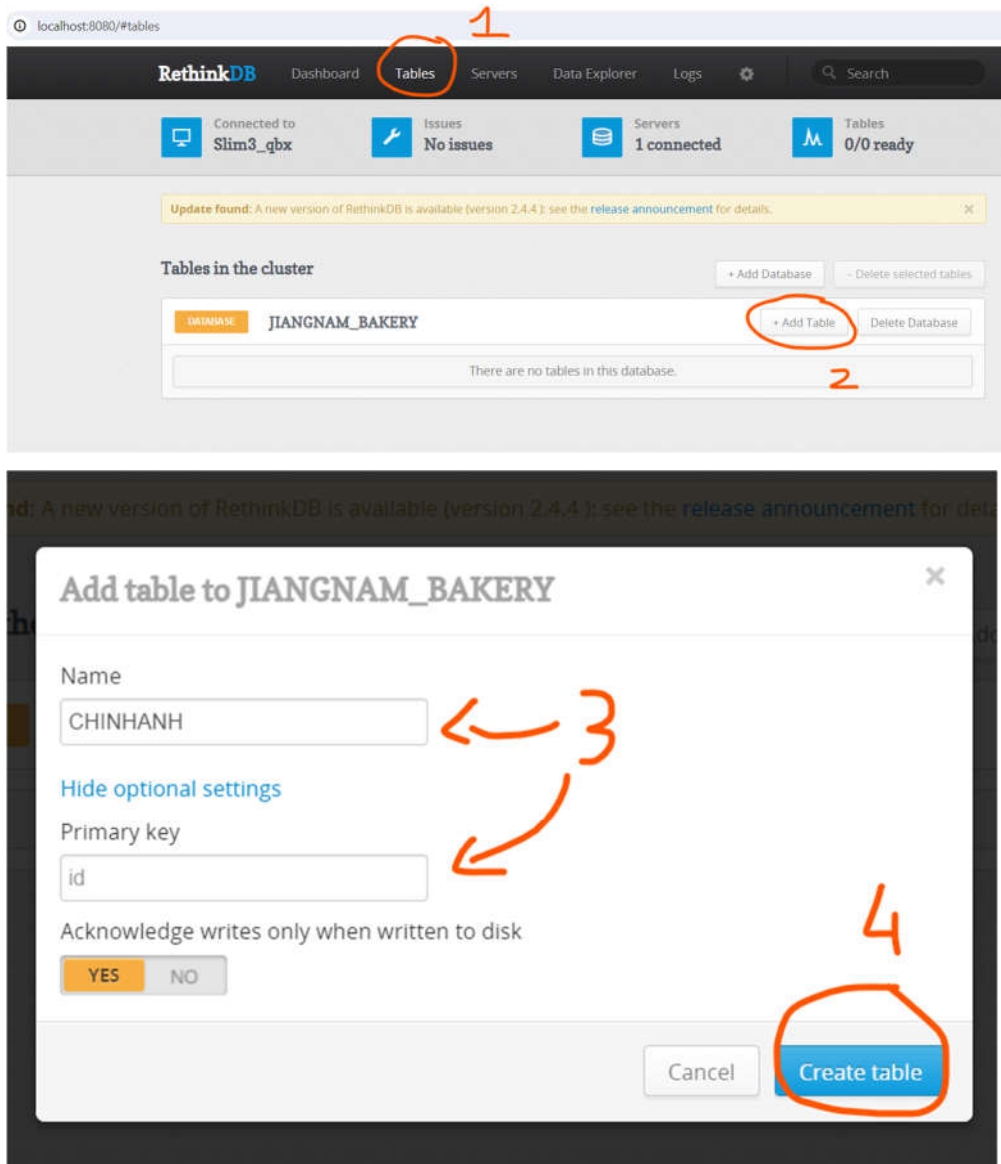 localhost:8080/#tables
1
RethinkDB Dashboard Tables Servers Data Explorer Logs Search
Connected to Issues Servers Tables
Slim3_qbx No issues 1 connected 0/0 ready
Update found: A new version of RethinkDB is available (version 2.4.4 ): see the release announcement for details.
Tables in the cluster + Add Database - Delete selected tables
DATABASE JIANGNAM_BAKERY + Add Table Delete Database
There are no tables in this database.
2
nd: A new version of RethinkDB is available (version 2.4.4 ): see the release announcement for deta
Add table to JIANGNAM_BAKERY
Name
CHINHANH
3
Hide optional settings
Primary key
id
Acknowledge writes only when written to disk
YES NO
4
Cancel Create table